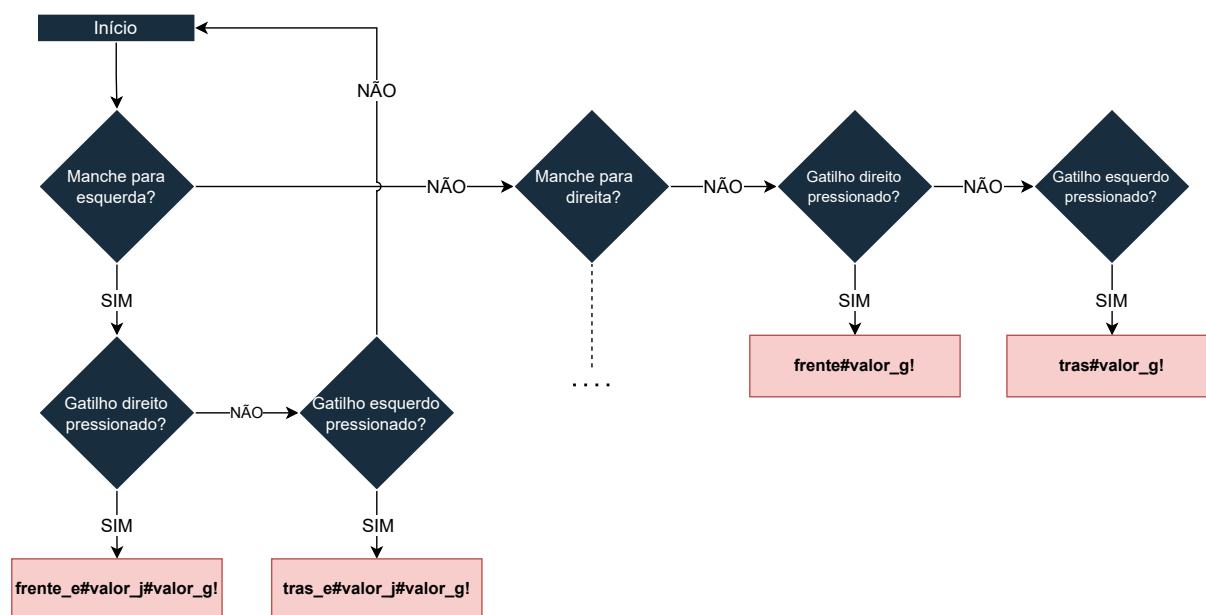 Início
NÃO
Manche para
esquerda?
NÃO
Manche para
direita?
NÃO
Gatilho direito
pressionado?
NÃO
Gatilho esquerdo
pressionado?
SIM
SIM
SIM
frente#valor_g!
tras#valor_g!
....
Gatilho direito
pressionado?
NÃO
Gatilho esquerdo
pressionado?
SIM
SIM
frente_e#valor_j#valor_g!
tras_e#valor_j#valor_g!